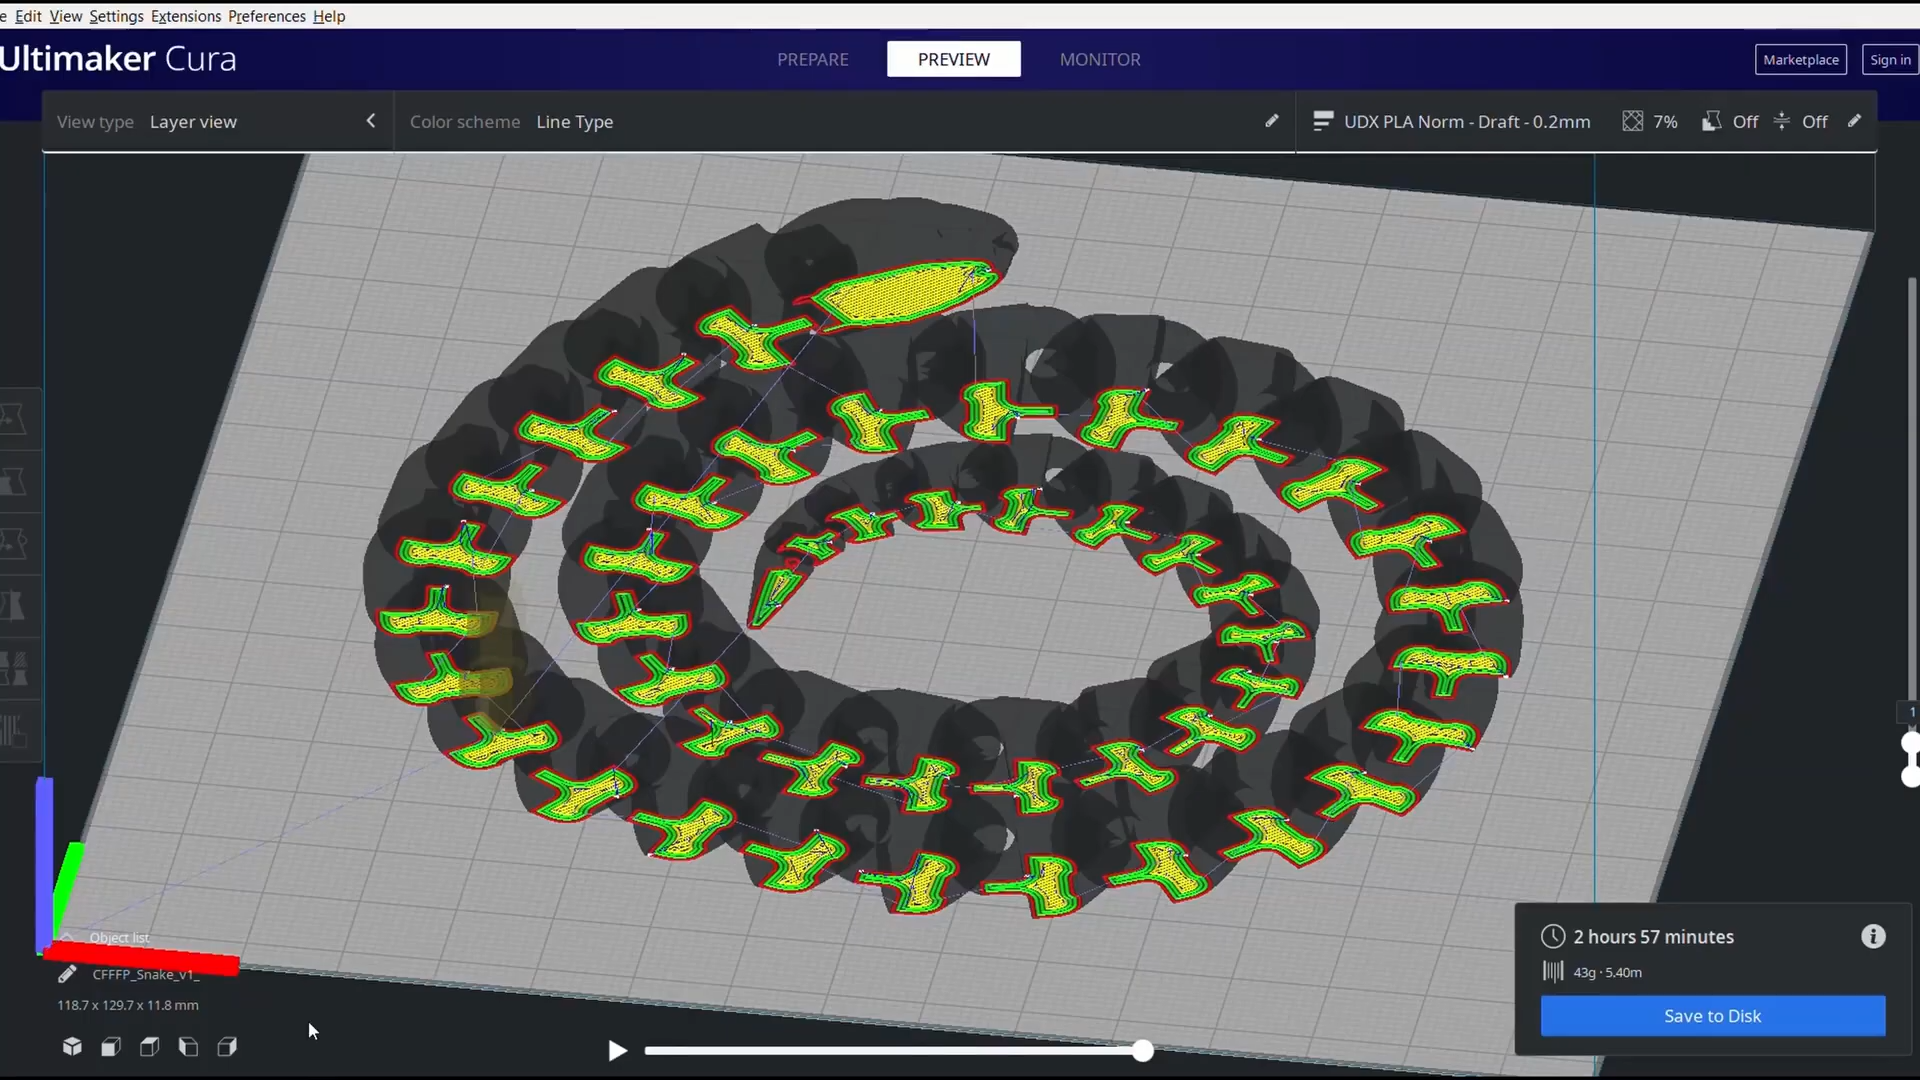 e Edit View Settings Extensions Preferences Help
Ultimaker Cura
PREPARE PREVIEW MONITOR
Marketplace Sign in
View type Layer view
Color scheme Line Type
UDX PLA Norm - Draft - 0.2mm 7% Off Off
1
Object list
CFFFP_Snake_v1_
118.7 x 129.7 x 11.8 mm
2 hours 57 minutes
43g · 5.40m
Save to Disk